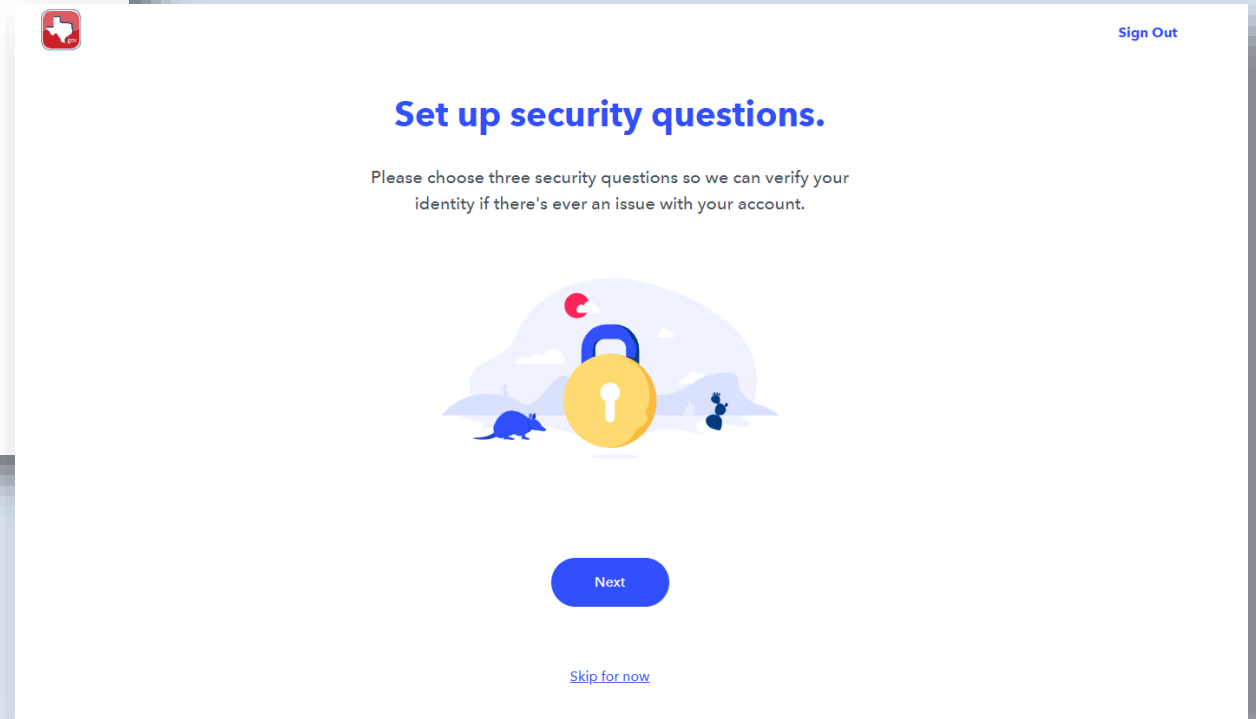 gov
Sign Out
Set up security questions.
Please choose three security questions so we can verify your
identity if there's ever an issue with your account.
Next
Skip for now